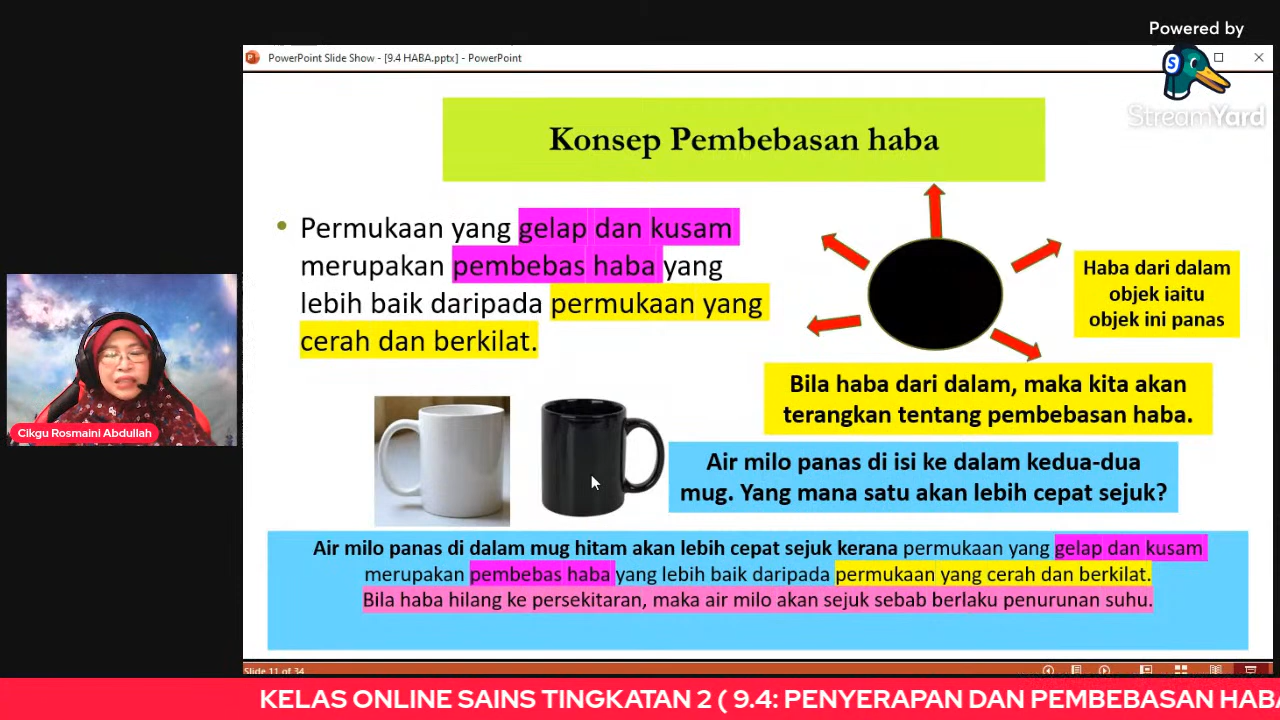 Powered by
StreamYard
PowerPoint Slide Show - [9.4 HABA.pptx] - PowerPoint
Konsep Pembebasan haba
Permukaan yang gelap dan kusam
merupakan pembebas haba yang
lebih baik daripada permukaan yang
cerah dan berkilat.
Haba dari dalam
objek iaitu
objek ini panas
Bila haba dari dalam, maka kita akan
terangkan tentang pembebasan haba.
Air milo panas di isi ke dalam kedua-dua
mug. Yang mana satu akan lebih cepat sejuk?
Air milo panas di dalam mug hitam akan lebih cepat sejuk kerana permukaan yang gelap dan kusam
merupakan pembebas haba yang lebih baik daripada permukaan yang cerah dan berkilat.
Bila haba hilang ke persekitaran, maka air milo akan sejuk sebab berlaku penurunan suhu.
Cikgu Rosmaini Abdullah
Slide 11 of 34
KELAS ONLINE SAINS TINGKATAN 2 ( 9.4: PENYERAPAN DAN PEMBEBASAN HABA